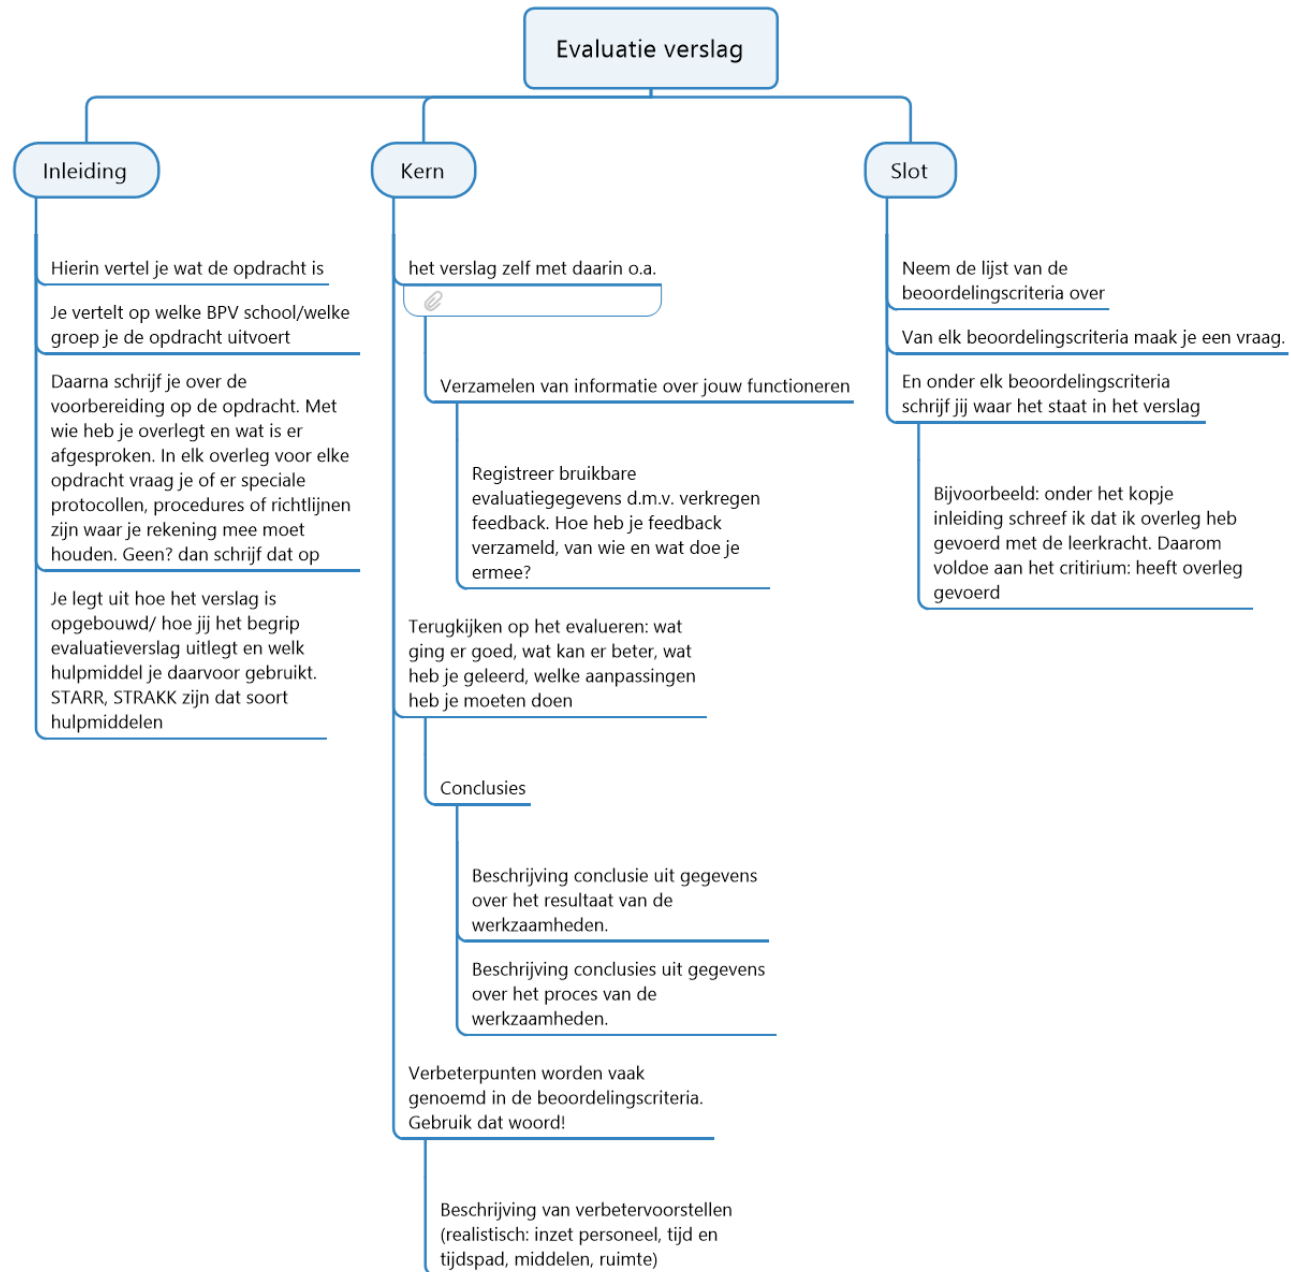 Evaluatie verslag
Inleiding
Hierin vertel je wat de opdracht is
Je vertelt op welke BPV school/welke
groep je de opdracht uitvoert
Daarna schrijf je over de
voorbereiding op de opdracht. Met
wie heb je overlegt en wat is er
afgesproken. In elk overleg voor elke
opdracht vraag je of er speciale
protocollen, procedures of richtlijnen
zijn waar je rekening mee moet
houden. Geen? dan schrijf dat op
Je legt uit hoe het verslag is
opgebouwd/ hoe jij het begrip
evaluatieverslag uitlegt en welk
hulpmiddel je daarvoor gebruikt.
STARR, STRAKK zijn dat soort
hulpmiddelen
Kern
het verslag zelf met daarin o.a.
Verzamelen van informatie over jouw functioneren
Registreer bruikbare
evaluatiegegevens d.m.v. verkregen
feedback. Hoe heb je feedback
verzameld, van wie en wat doe je
ermee?
Terugkijken op het evalueren: wat
ging er goed, wat kan er beter, wat
heb je geleerd, welke aanpassingen
heb je moeten doen
Conclusies
Beschrijving conclusie uit gegevens
over het resultaat van de
werkzaamheden.
Beschrijving conclusies uit gegevens
over het proces van de
werkzaamheden.
Verbeterpunten worden vaak
genoemd in de beoordelingscriteria.
Gebruik dat woord!
Beschrijving van verbetervoorstellen
(realistisch: inzet personeel, tijd en
tijdspad, middelen, ruimte)
Slot
Neem de lijst van de
beoordelingscriteria over
Van elk beoordelingscriteria maak je een vraag.
En onder elk beoordelingscriteria
schrijf jij waar het staat in het verslag
Bijvoorbeeld: onder het kopje
inleiding schreef ik dat ik overleg heb
gevoerd met de leerkracht. Daarom
voldoe aan het critirium: heeft overleg
gevoerd